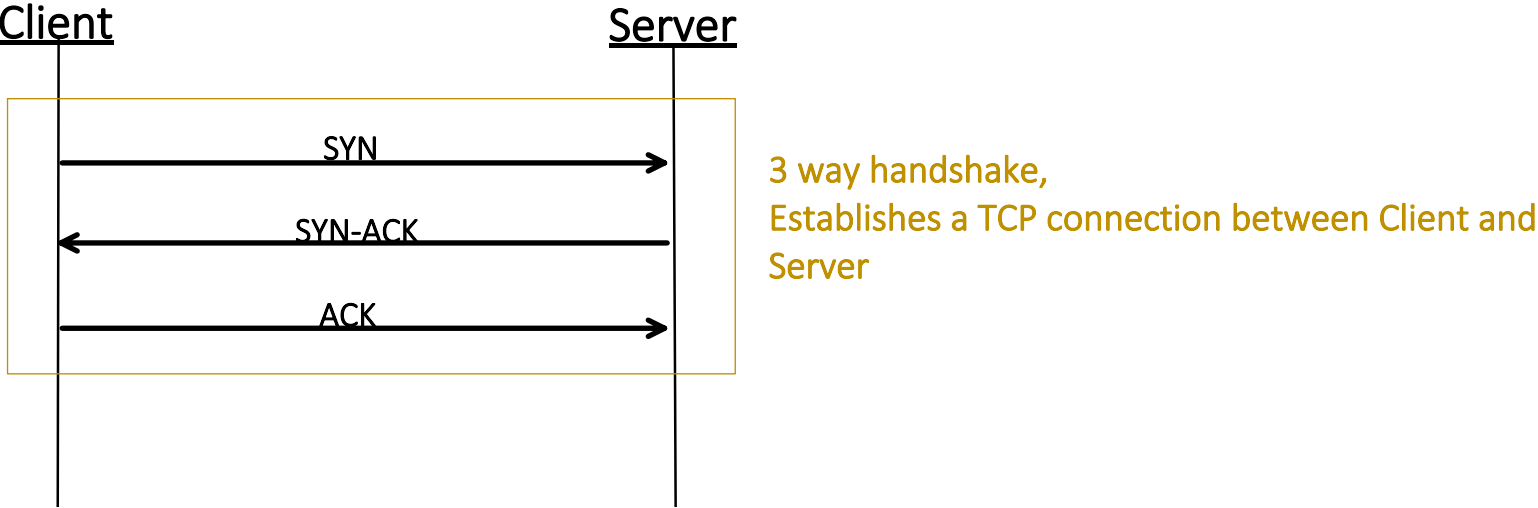 Client
Server
SYN
SYN-ACK
ACK
3 way handshake,
Establishes a TCP connection between Client and
Server